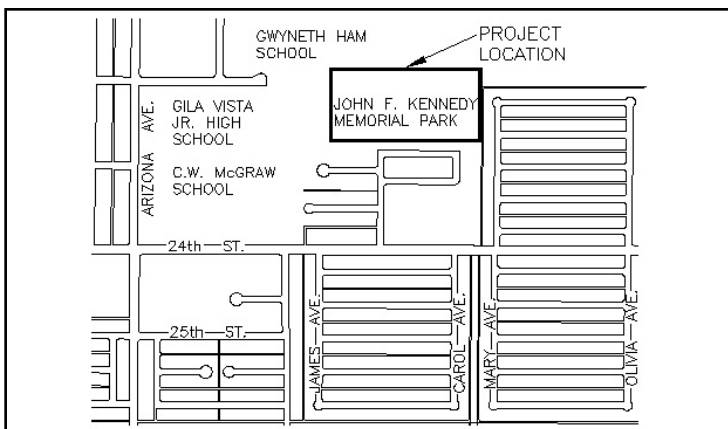 GWYNETH HAM
SCHOOL
PROJECT
LOCATION
JOHN F. KENNEDY
MEMORIAL PARK
ARIZONA AVE.
GILA VISTA
JR. HIGH
SCHOOL
C.W. McGRAW
SCHOOL
24th ST.
25th ST.
JAMES AVE.
CAROL AVE.
MARY AVE
OLIVIA AVE.